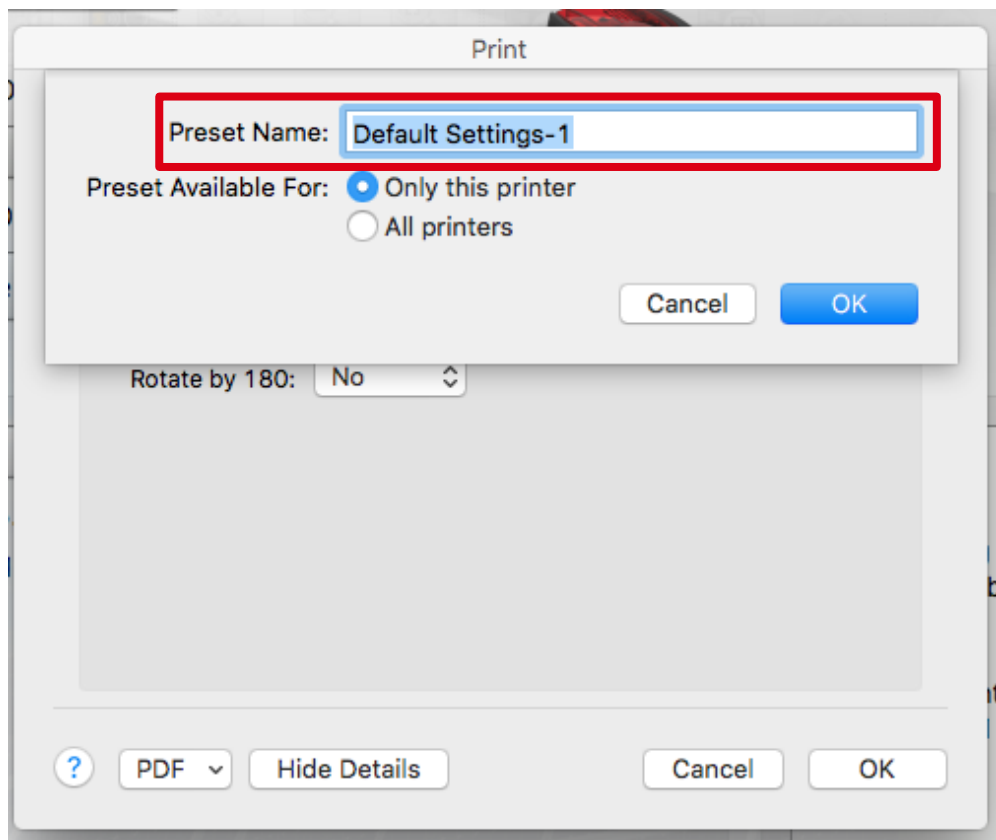 Print
Preset Name: Default Settings-1
Preset Available For: Only this printer
All printers
Cancel OK
Rotate by 180: No
? PDF Hide Details Cancel OK